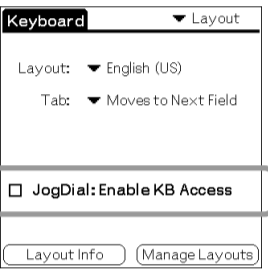 Keyboard
Layout
Layout: English (US)
Tab: Moves to Next Field
JogDial: Enable KB Access
Layout Info
Manage Layouts